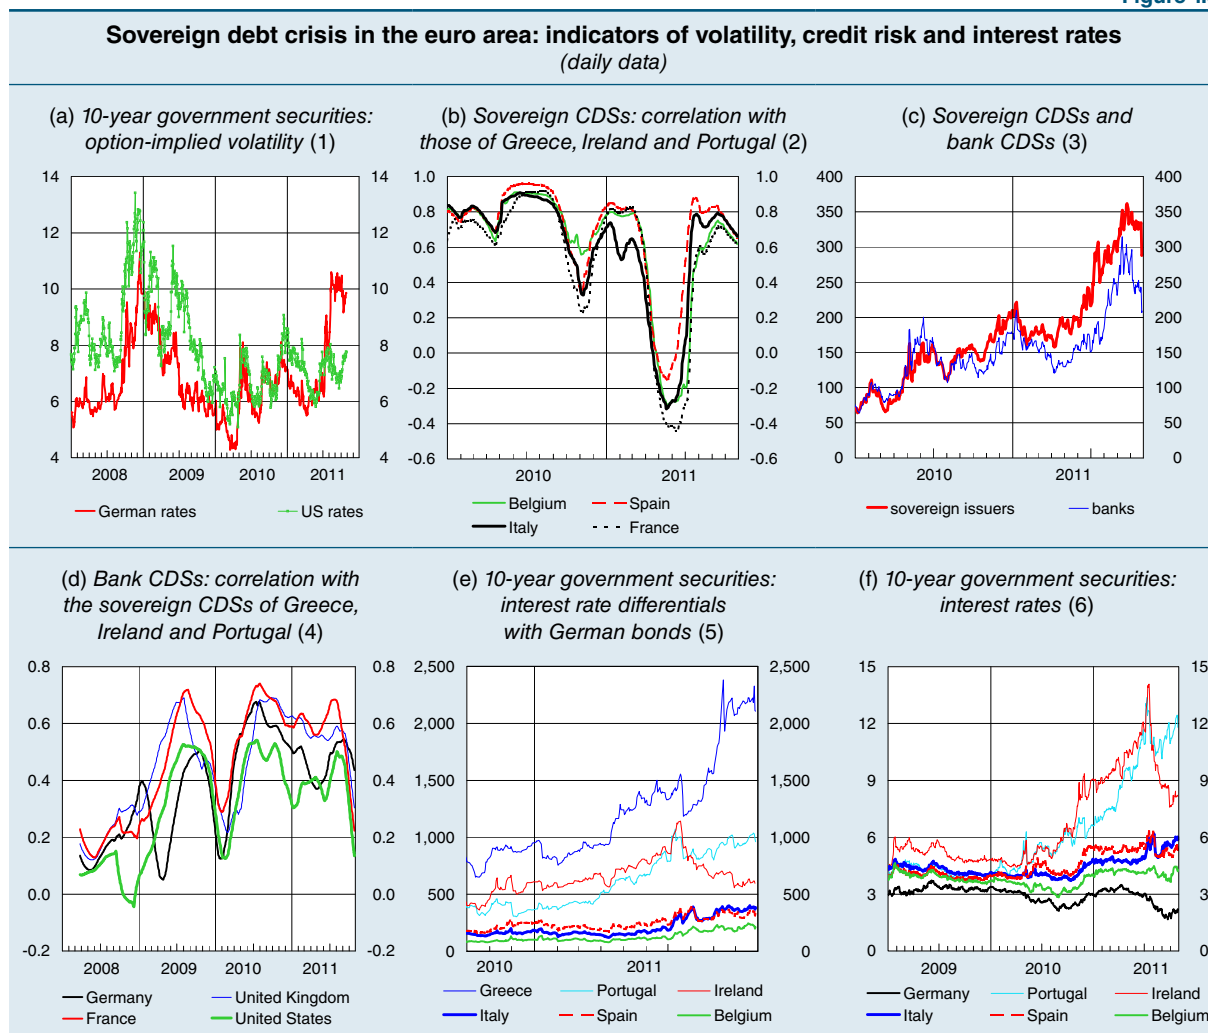 Sovereign debt crisis in the euro area: indicators of volatility, credit risk and interest rates
(daily data)
(a) 10-year government securities:
option-implied volatility (1)
14 14
12 12
10 10
8 8
6 6
4 4
2008 2009 2010 2011
German rates US rates
(b) Sovereign CDSs: correlation with
those of Greece, Ireland and Portugal (2)
1.0 1.0
0.8 0.8
0.6 0.6
0.4 0.4
0.2 0.2
0.0 0.0
-0.2 -0.2
-0.4 -0.4
-0.6 -0.6
2010 2011
Belgium Spain
Italy France
(c) Sovereign CDSs and
bank CDSs (3)
400 400
350 350
300 300
250 250
200 200
150 150
100 100
50 50
0 0
2010 2011
sovereign issuers banks
(d) Bank CDSs: correlation with
the sovereign CDSs of Greece,
Ireland and Portugal (4)
0.8 0.8
0.6 0.6
0.4 0.4
0.2 0.2
0.0 0.0
-0.2 -0.2
2008 2009 2010 2011
Germany United Kingdom
France United States
(e) 10-year government securities:
interest rate differentials
with German bonds (5)
2,500 2,500
2,000 2,000
1,500 1,500
1,000 1,000
500 500
0 0
2010 2011
Greece Portugal Ireland
Italy Spain Belgium
(f) 10-year government securities:
interest rates (6)
15 15
12 12
9 9
6 6
3 3
0 0
2009 2010 2011
Germany Portugal Ireland
Italy Spain Belgium